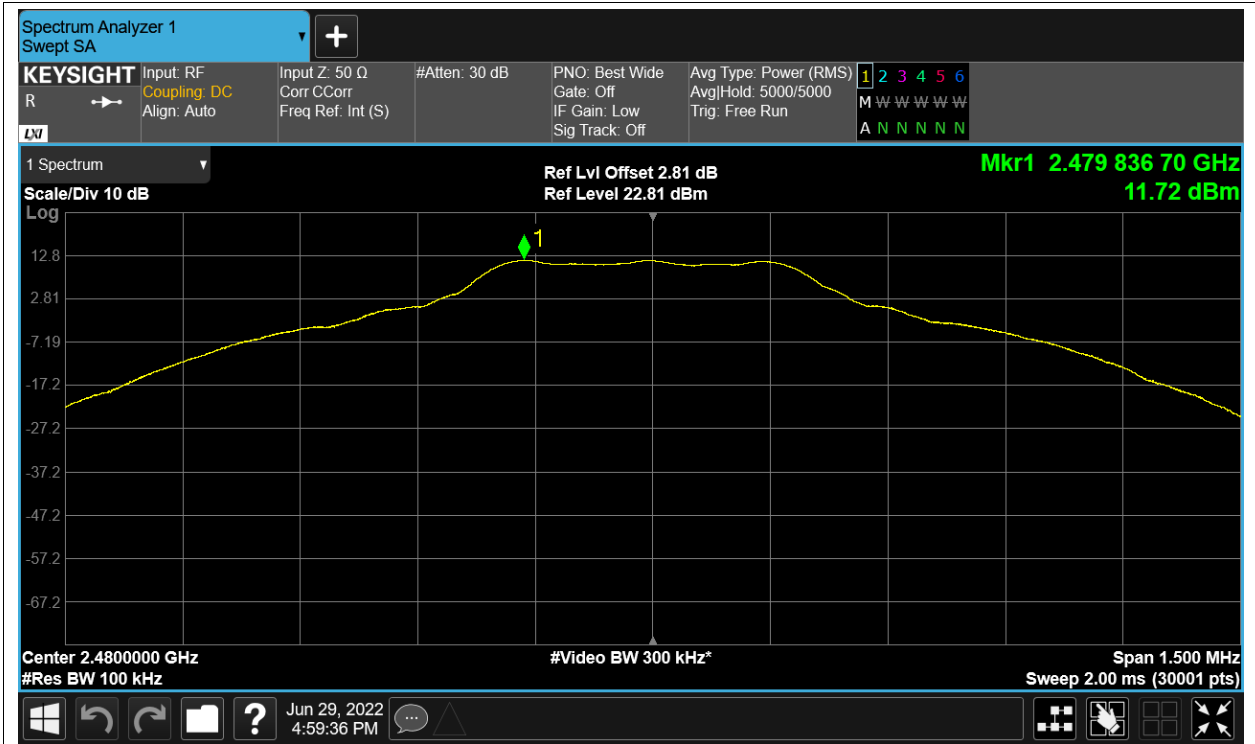 Spectrum Analyzer 1
Swept SA
+
KEYSIGHT
R
LXI
Input: RF
Coupling: DC
Align: Auto
Input Z: 50 Ω
Corr CCorr
Freq Ref: Int (S)
#Atten: 30 dB
PNO: Best Wide
Gate: Off
IF Gain: Low
Sig Track: Off
Avg Type: Power (RMS)
Avg|Hold: 5000/5000
Trig: Free Run
1 2 3 4 5 6
M W W W W W
A N N N N N
1 Spectrum
Scale/Div 10 dB
Log
Ref Lvl Offset 2.81 dB
Ref Level 22.81 dBm
Mkr1 2.479 836 70 GHz
11.72 dBm
1
12.8
2.81
-7.19
-17.2
-27.2
-37.2
-47.2
-57.2
-67.2
Center 2.4800000 GHz
#Video BW 300 kHz*
Span 1.500 MHz
#Res BW 100 kHz
Sweep 2.00 ms (30001 pts)
?
Jun 29, 2022
4:59:36 PM